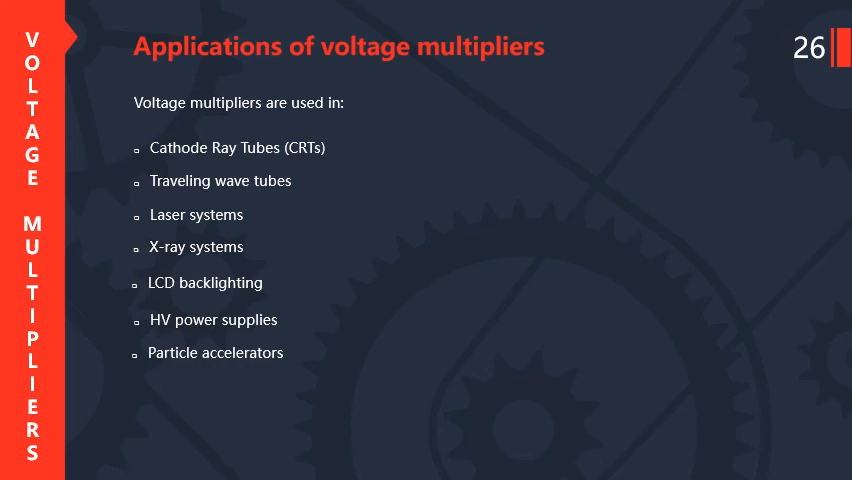 VOLTAGE MULTIPLIERS
Applications of voltage multipliers
26
Voltage multipliers are used in:
Cathode Ray Tubes (CRTs)
Traveling wave tubes
Laser systems
X-ray systems
LCD backlighting
HV power supplies
Particle accelerators